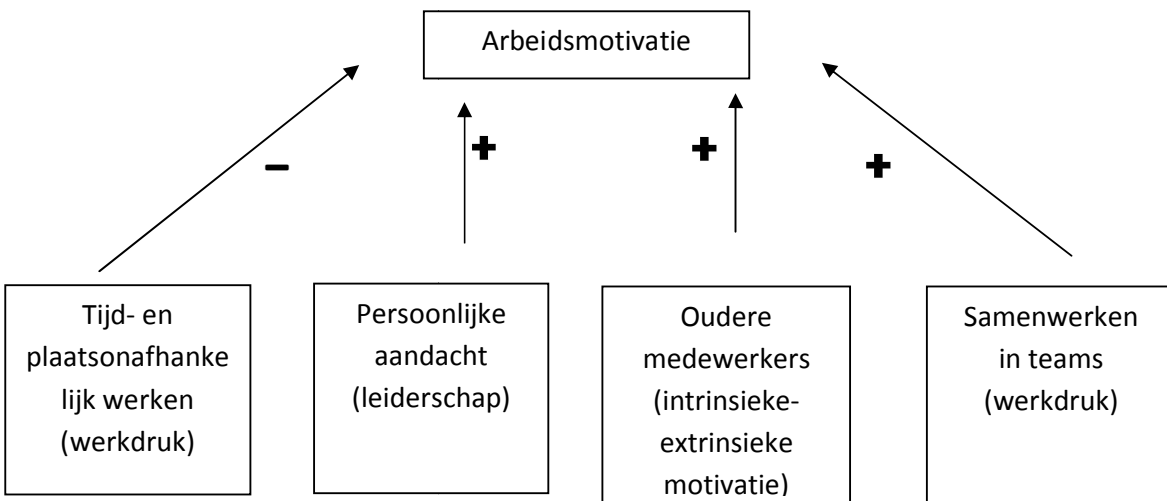 Arbeidsmotivatie
–
+
+
+
Tijd- en
plaatsonafhanke
lijk werken
(werkdruk)
Persoonlijke
aandacht
(leiderschap)
Oudere
medewerkers
(intrinsieke-
extrinsieke
motivatie)
Samenwerken
in teams
(werkdruk)